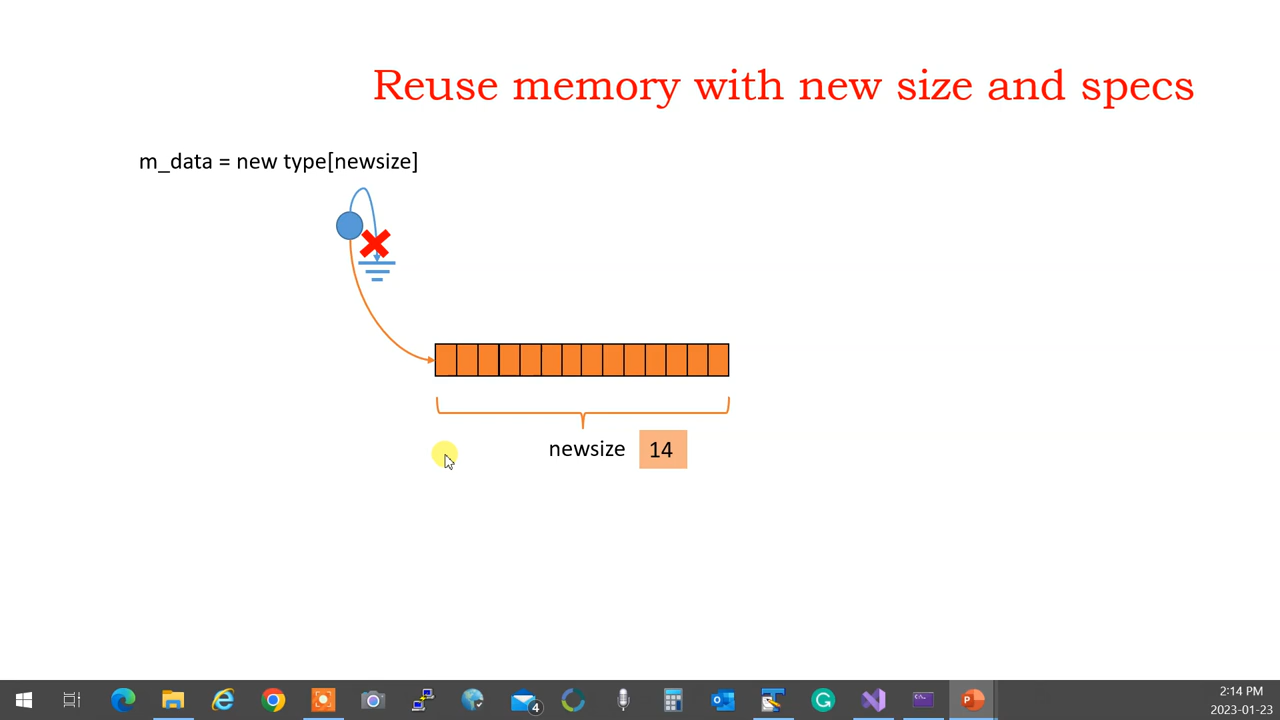 Reuse memory with new size and specs
m_data = new type[newsize]
newsize 14
4
2:14 PM
2023-01-23